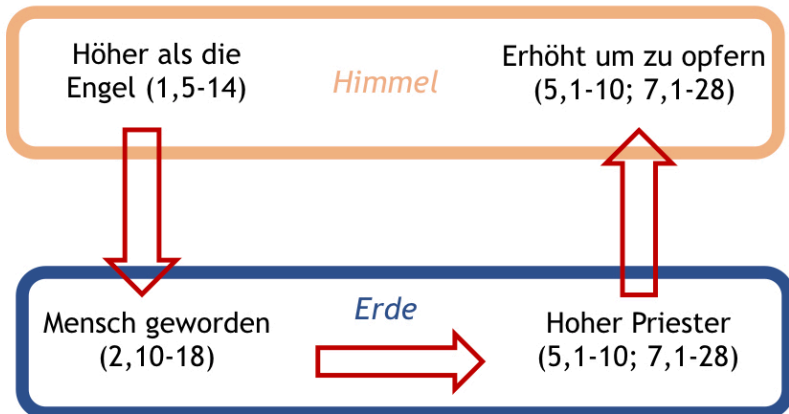 Höher als die
Engel (1,5-14)
Himmel
Erhöht um zu opfern
(5,1-10; 7,1-28)
Mensch geworden
(2,10-18)
Erde
Hoher Priester
(5,1-10; 7,1-28)